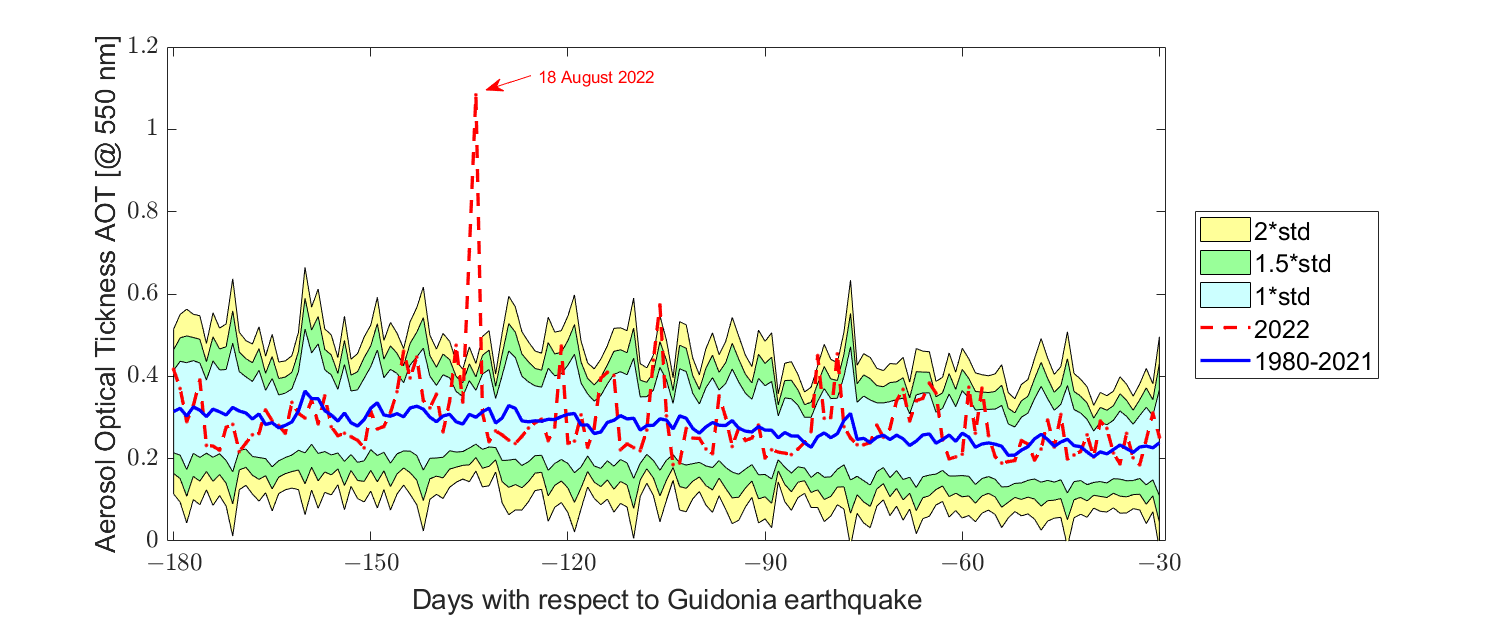 Aerosol Optical Tickness AOT [@ 550 nm]
1.2
1
0.8
0.6
0.4
0.2
0
18 August 2022
−180
−150
−120
−90
−60
−30
Days with respect to Guidonia earthquake
2*std
1.5*std
1*std
2022
1980-2021